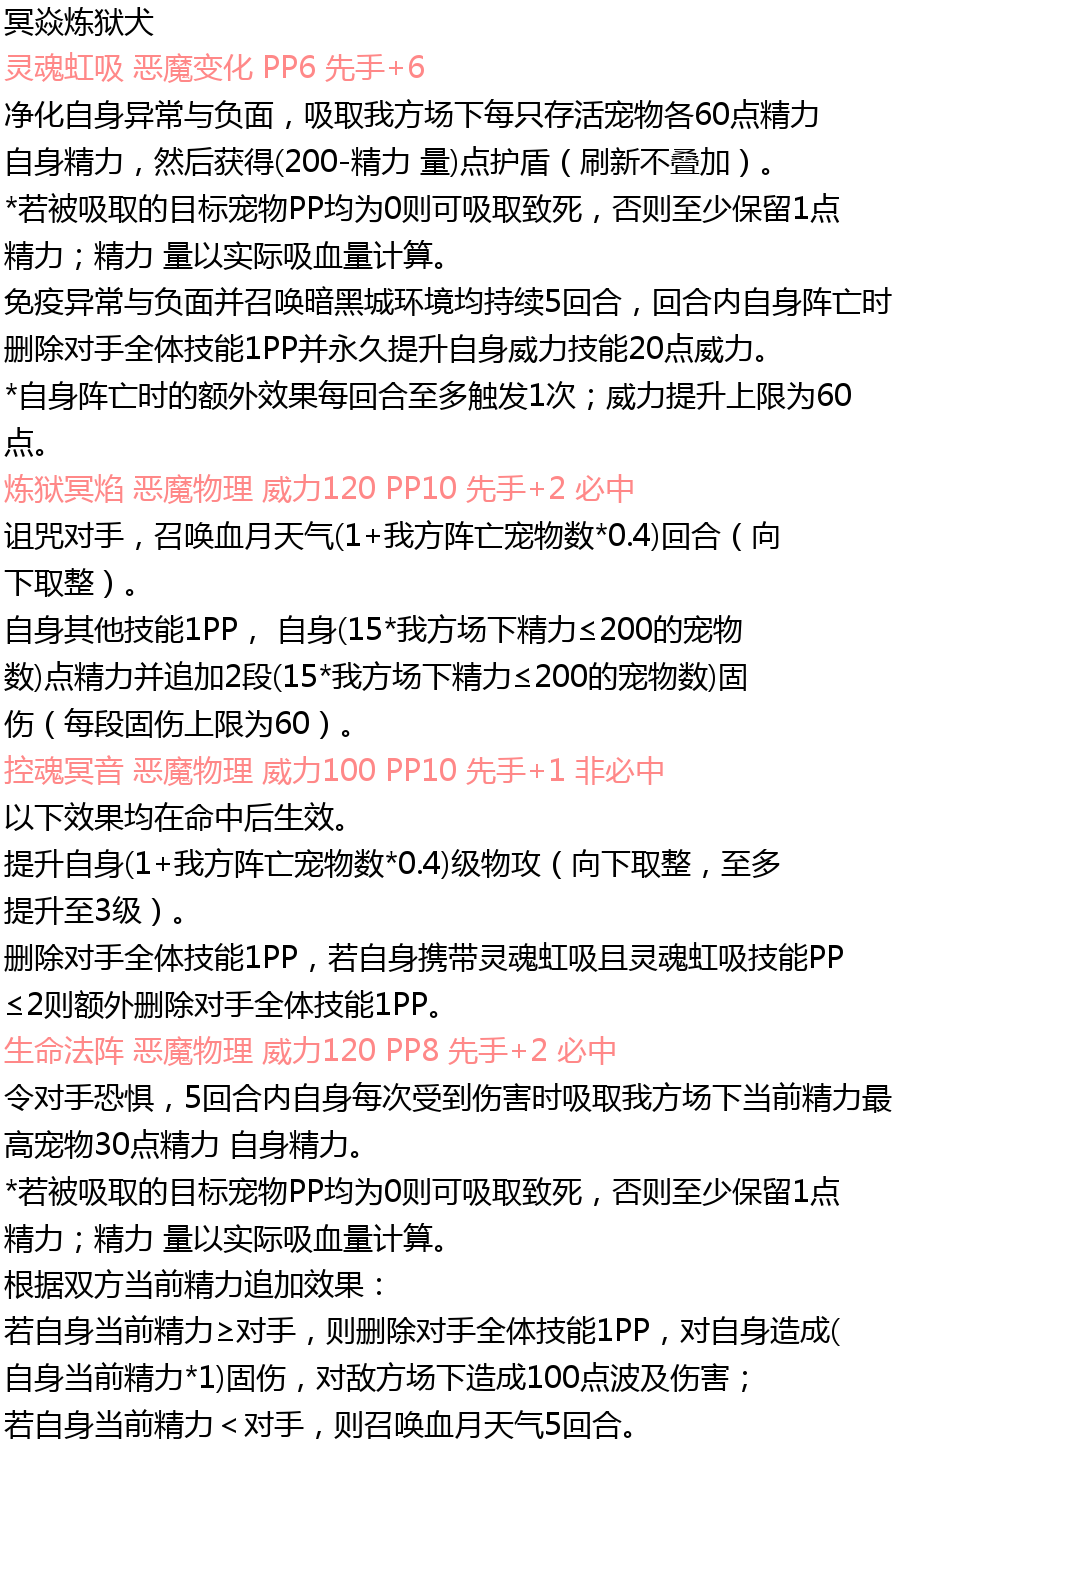 冥焱炼狱犬
灵魂虹吸 恶魔变化 PP6 先手+6
净化自身异常与负面，吸取我方场下每只存活宠物各60点精力
自身精力，然后获得(200-精力 量)点护盾（刷新不叠加）。
*若被吸取的目标宠物PP均为0则可吸取致死，否则至少保留1点
精力；精力 量以实际吸血量计算。
免疫异常与负面并召唤暗黑城环境均持续5回合，回合内自身阵亡时
删除对手全体技能1PP并永久提升自身威力技能20点威力。
*自身阵亡时的额外效果每回合至多触发1次；威力提升上限为60
点。
炼狱冥焰 恶魔物理 威力120 PP10 先手+2 必中
诅咒对手，召唤血月天气(1+我方阵亡宠物数*0.4)回合（向
下取整）。
自身其他技能1PP， 自身(15*我方场下精力≤200的宠物
数)点精力并追加2段(15*我方场下精力≤200的宠物数)固
伤（每段固伤上限为60）。
控魂冥音 恶魔物理 威力100 PP10 先手+1 非必中
以下效果均在命中后生效。
提升自身(1+我方阵亡宠物数*0.4)级物攻（向下取整，至多
提升至3级）。
删除对手全体技能1PP，若自身携带灵魂虹吸且灵魂虹吸技能PP
≤2则额外删除对手全体技能1PP。
生命法阵 恶魔物理 威力120 PP8 先手+2 必中
令对手恐惧，5回合内自身每次受到伤害时吸取我方场下当前精力最
高宠物30点精力 自身精力。
*若被吸取的目标宠物PP均为0则可吸取致死，否则至少保留1点
精力；精力 量以实际吸血量计算。
根据双方当前精力追加效果：
若自身当前精力≥对手，则删除对手全体技能1PP，对自身造成(
自身当前精力*1)固伤，对敌方场下造成100点波及伤害；
若自身当前精力＜对手，则召唤血月天气5回合。